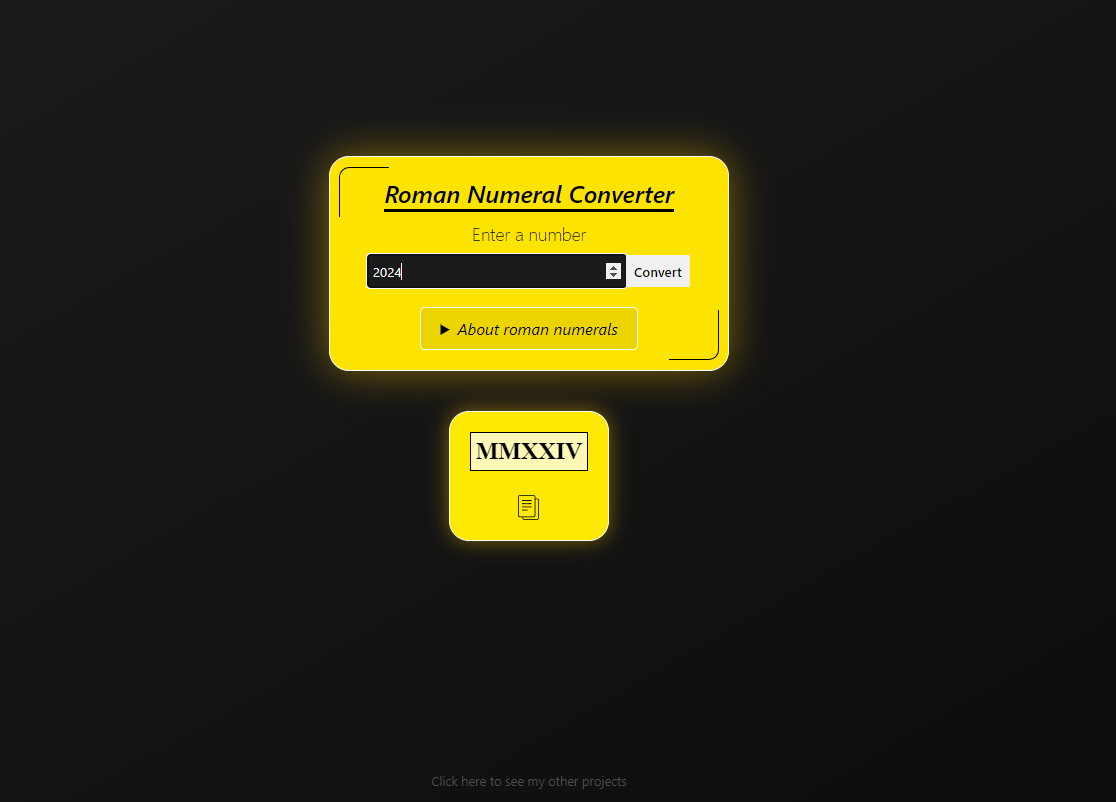 Roman Numeral Converter
Enter a number
2024 Convert
About roman numerals
MMXXIV
Click here to see my other projects